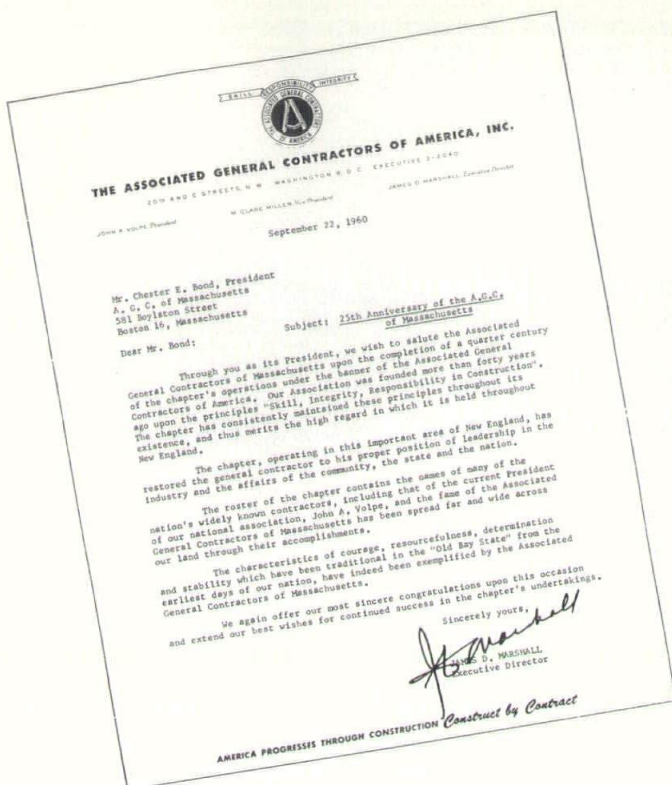 SKILL RESPONSIBILITY INTEGRITY
THE ASSOCIATED GENERAL CONTRACTORS OF AMERICA
A
THE ASSOCIATED GENERAL CONTRACTORS OF AMERICA, INC.
20TH AND E STREETS, N. W. WASHINGTON 6, D. C. EXECUTIVE 3-2040
JOHN A. VOLPE, President
M. CLARE MILLER, Vice President
JAMES D. MARSHALL, Executive Director
September 22, 1960
Mr. Chester E. Bond, President
A. G. C. of Massachusetts
581 Boylston Street
Boston 16, Massachusetts
Subject: 25th Anniversary of the A.G.C.
of Massachusetts
Dear Mr. Bond:
Through you as its President, we wish to salute the Associated
General Contractors of Massachusetts upon the completion of a quarter century
of the chapter's operations under the banner of the Associated General
Contractors of America. Our Association was founded more than forty years
ago upon the principles "Skill, Integrity, Responsibility in Construction".
The chapter has consistently maintained these principles throughout its
existence, and thus merits the high regard in which it is held throughout
New England.
The chapter, operating in this important area of New England, has
restored the general contractor to his proper position of leadership in the
industry and the affairs of the community, the state and the nation.
The roster of the chapter contains the names of many of the
nation's widely known contractors, including that of the current President
of our national association, John A. Volpe, and the fame of the Associated
General Contractors of Massachusetts has been spread far and wide across
our land through their accomplishments.
The characteristics of courage, resourcefulness, determination
and stability which have been traditional in the "Old Bay State" from the
earliest days of our nation, have indeed been exemplified by the Associated
General Contractors of Massachusetts.
We again offer our most sincere congratulations upon this occasion
and extend our best wishes for continued success in the chapter's undertakings.
Sincerely yours,
JAMES D. MARSHALL
Executive Director
AMERICA PROGRESSES THROUGH CONSTRUCTION Construct by Contract